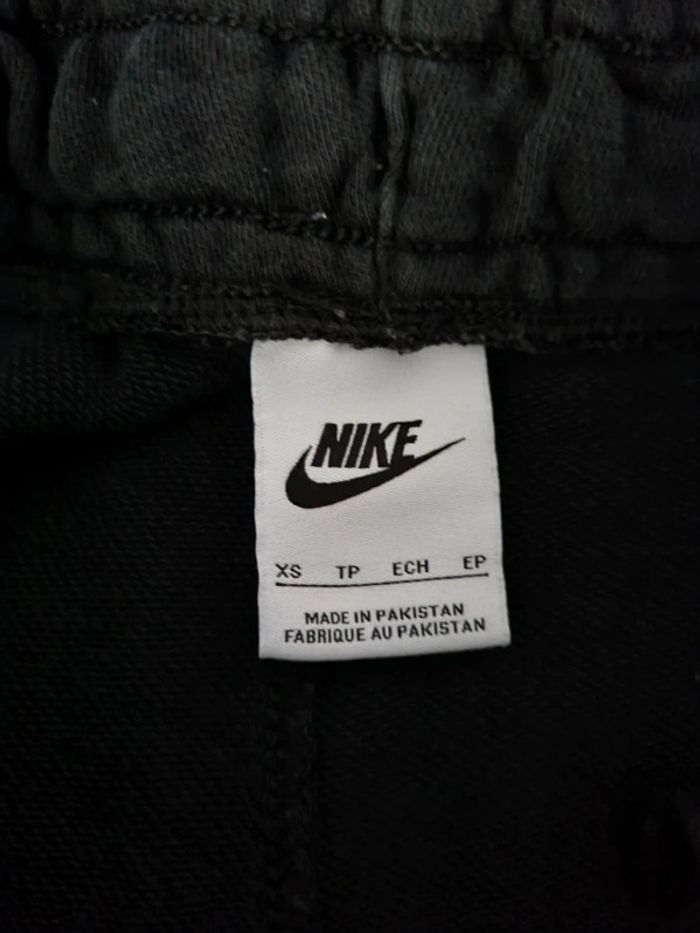 NIKE
XS TP ECH EP
MADE IN PAKISTAN
FABRIQUE AU PAKISTAN